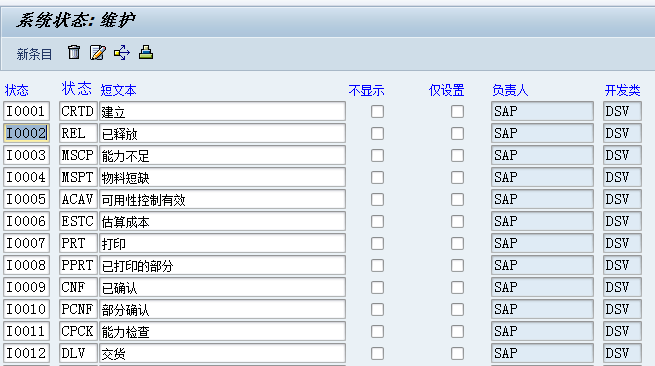 系统状态: 维护
新条目
状态 状态 短文本 不显示 仅设置 负责人 开发类
I0001 CRTD 建立 SAP DSV
I0002 REL 已释放 SAP DSV
I0003 MSCP 能力不足 SAP DSV
I0004 MSPT 物料短缺 SAP DSV
I0005 ACAV 可用性控制有效 SAP DSV
I0006 ESTC 估算成本 SAP DSV
I0007 PRT 打印 SAP DSV
I0008 PPRT 已打印的部分 SAP DSV
I0009 CNF 已确认 SAP DSV
I0010 PCNF 部分确认 SAP DSV
I0011 CPCK 能力检查 SAP DSV
I0012 DLV 交货 SAP DSV